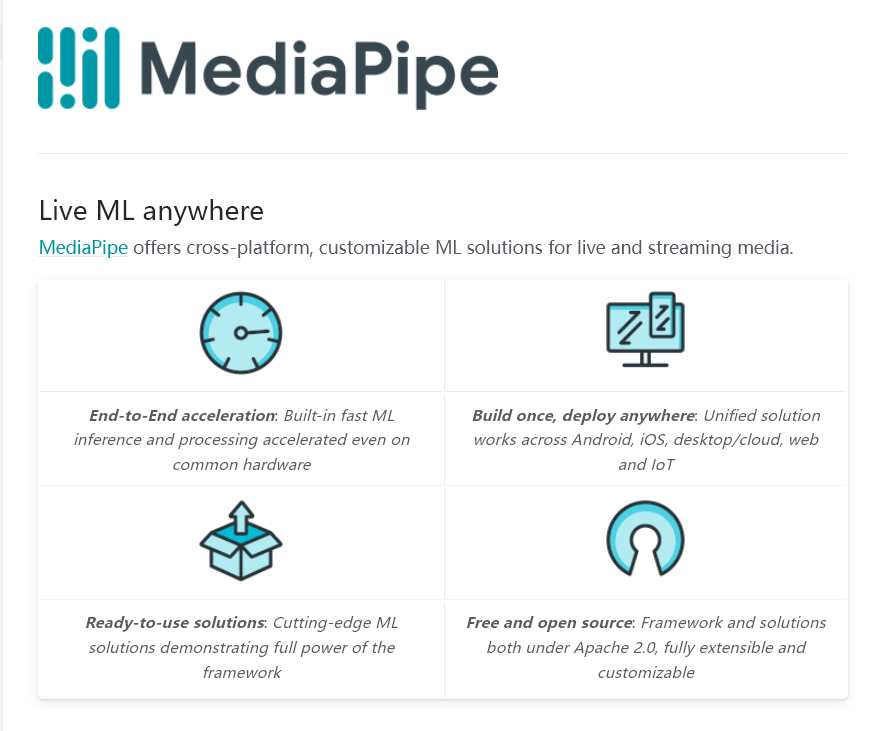 MediaPipe
Live ML anywhere
MediaPipe offers cross-platform, customizable ML solutions for live and streaming media.
End-to-End acceleration: Built-in fast ML
inference and processing accelerated even on
common hardware
Build once, deploy anywhere: Unified solution
works across Android, iOS, desktop/cloud, web
and IoT
Ready-to-use solutions: Cutting-edge ML
solutions demonstrating full power of the
framework
Free and open source: Framework and solutions
both under Apache 2.0, fully extensible and
customizable